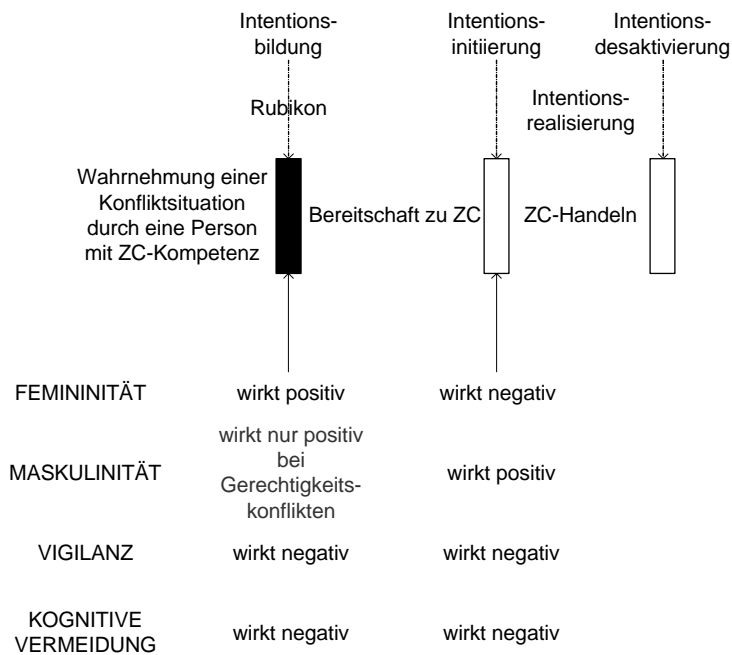 Intentions-
bildung
Intentions-
initiierung
Intentions-
desaktivierung
Rubikon
Intentions-
realisierung
Wahrnehmung einer
Konfliktsituation
durch eine Person
mit ZC-Kompetenz
Bereitschaft zu ZC
ZC-Handeln
FEMININITÄT
wirkt positiv
wirkt negativ
MASKULINITÄT
wirkt nur positiv
bei
Gerechtigkeits-
konflikten
wirkt positiv
VIGILANZ
wirkt negativ
wirkt negativ
KOGNITIVE
VERMEIDUNG
wirkt negativ
wirkt negativ